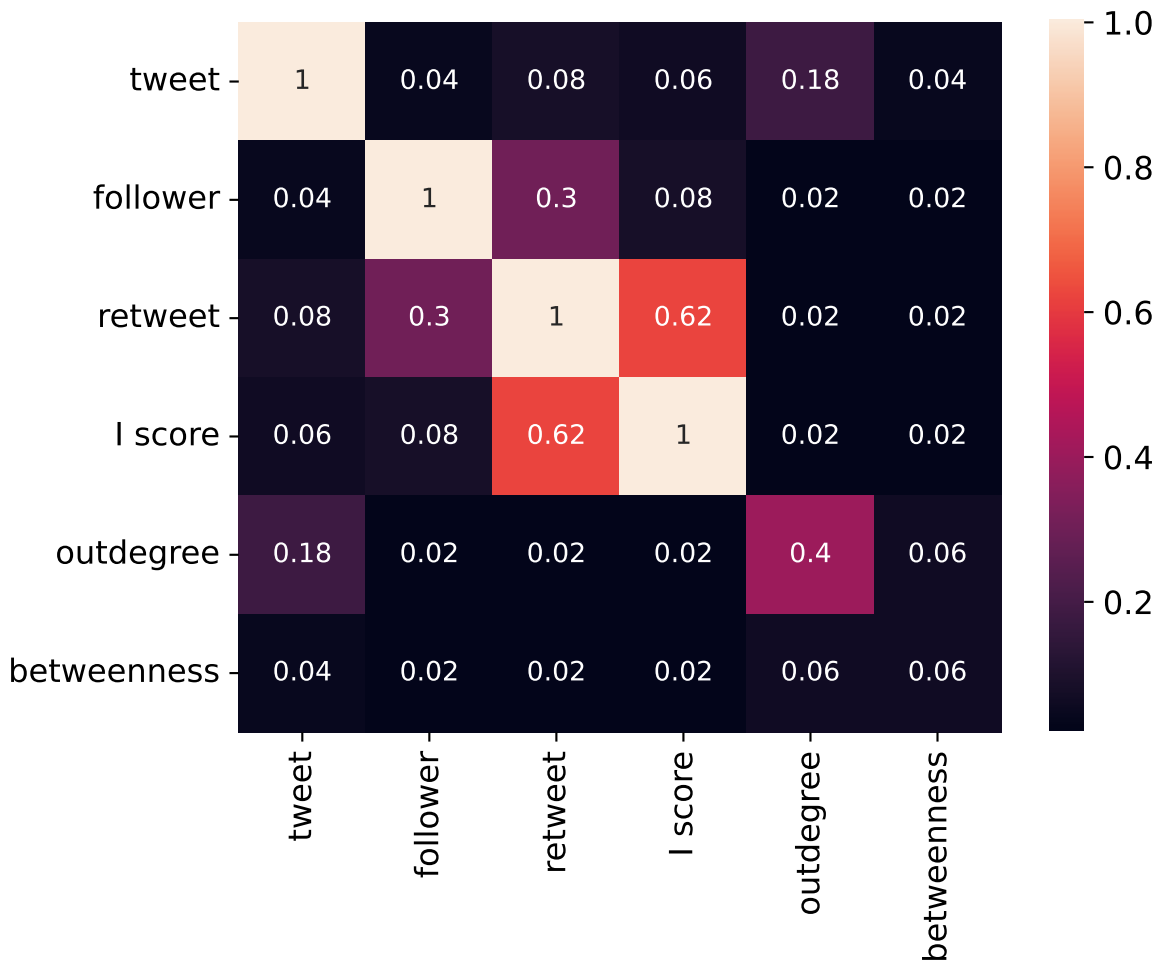 tweet 1 0.04 0.08 0.06 0.18 0.04
follower 0.04 1 0.3 0.08 0.02 0.02
retweet 0.08 0.3 1 0.62 0.02 0.02
I score 0.06 0.08 0.62 1 0.02 0.02
outdegree 0.18 0.02 0.02 0.02 0.4 0.06
betweenness 0.04 0.02 0.02 0.02 0.06 0.06
tweet
follower
retweet
I score
outdegree
betweenness
1.0
0.8
0.6
0.4
0.2